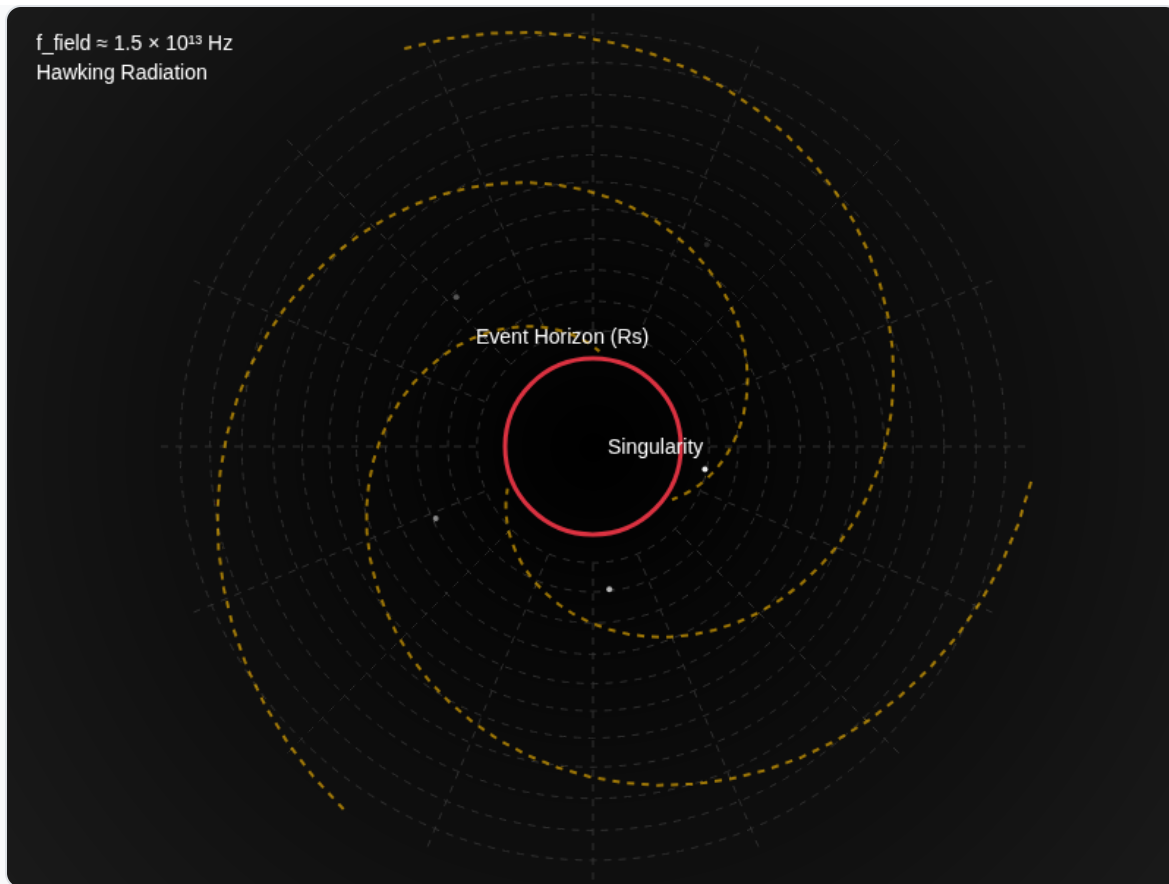 f_field ≈ 1.5 × 10¹³ Hz
Hawking Radiation
Event Horizon (Rs)
Singularity